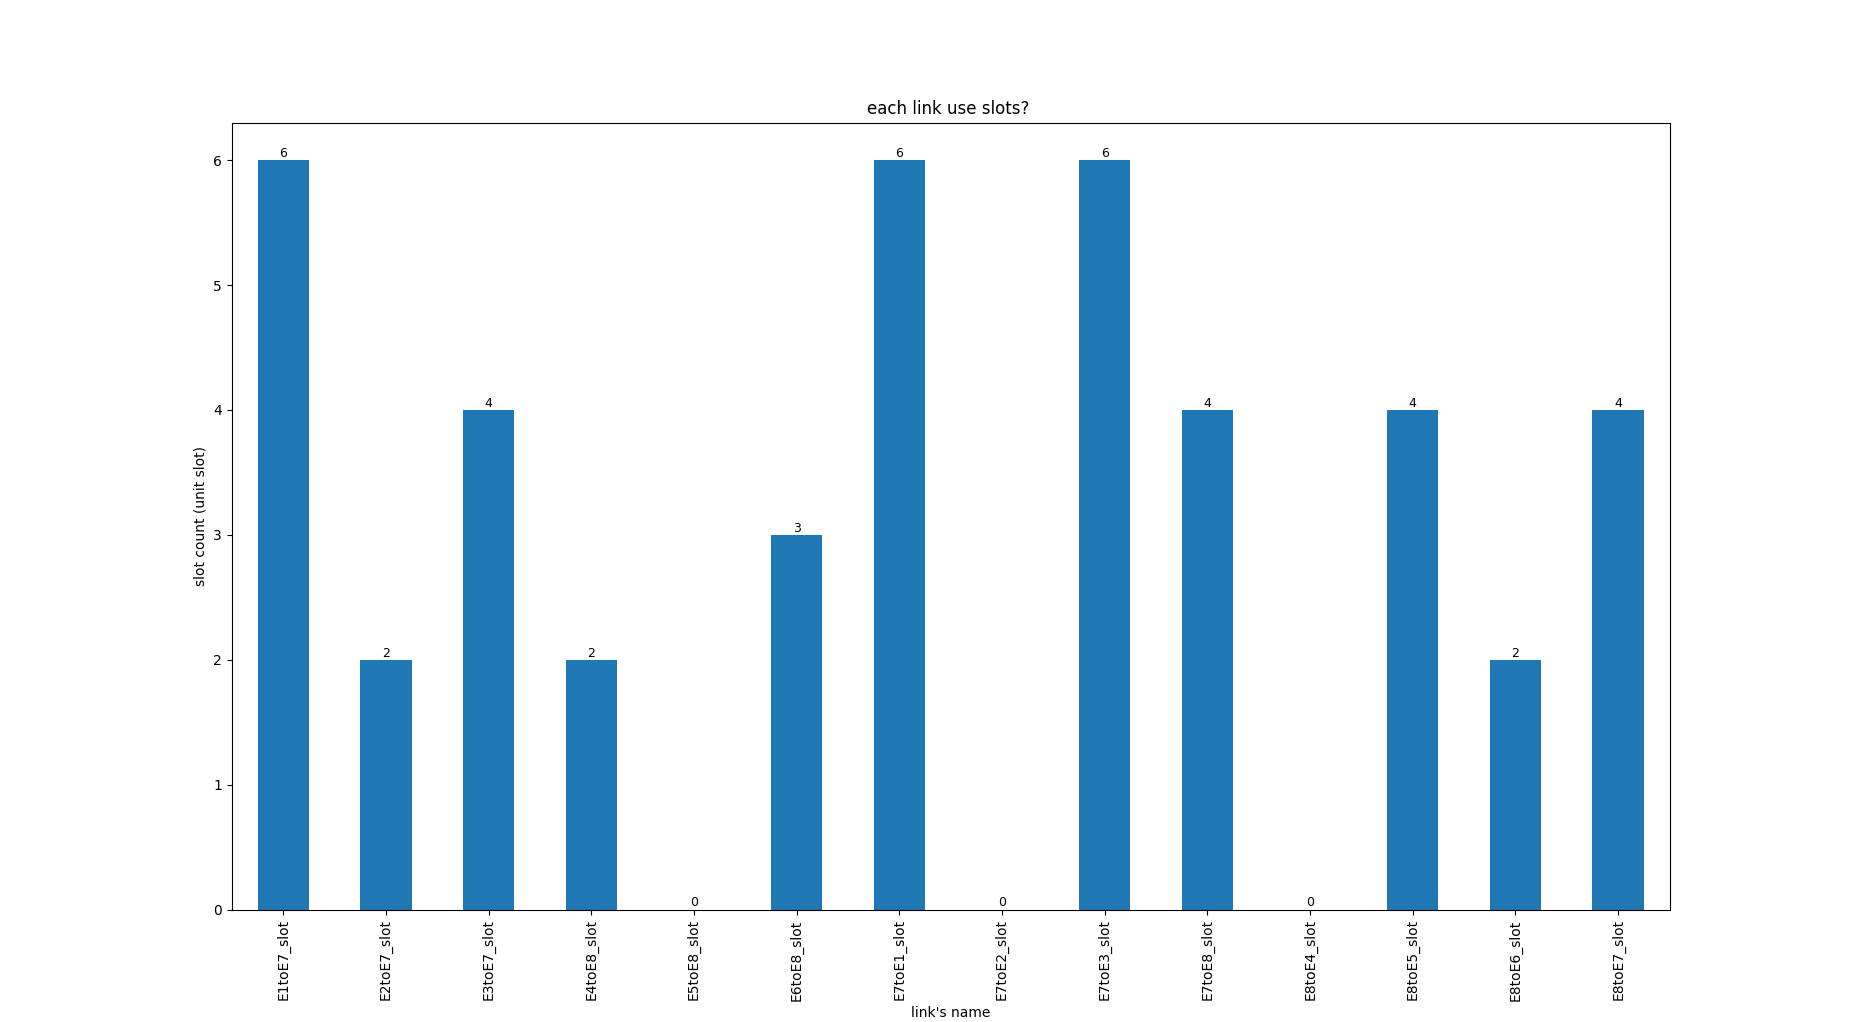 each link use slots?
6
5
4
3
2
1
0
slot count (unit slot)
6
2
4
2
0
3
6
0
6
4
0
4
2
4
E1toE7_slot
E2toE7_slot
E3toE7_slot
E4toE8_slot
E5toE8_slot
E6toE8_slot
E7toE1_slot
E7toE2_slot
E7toE3_slot
E7toE8_slot
E8toE4_slot
E8toE5_slot
E8toE6_slot
E8toE7_slot
link's name